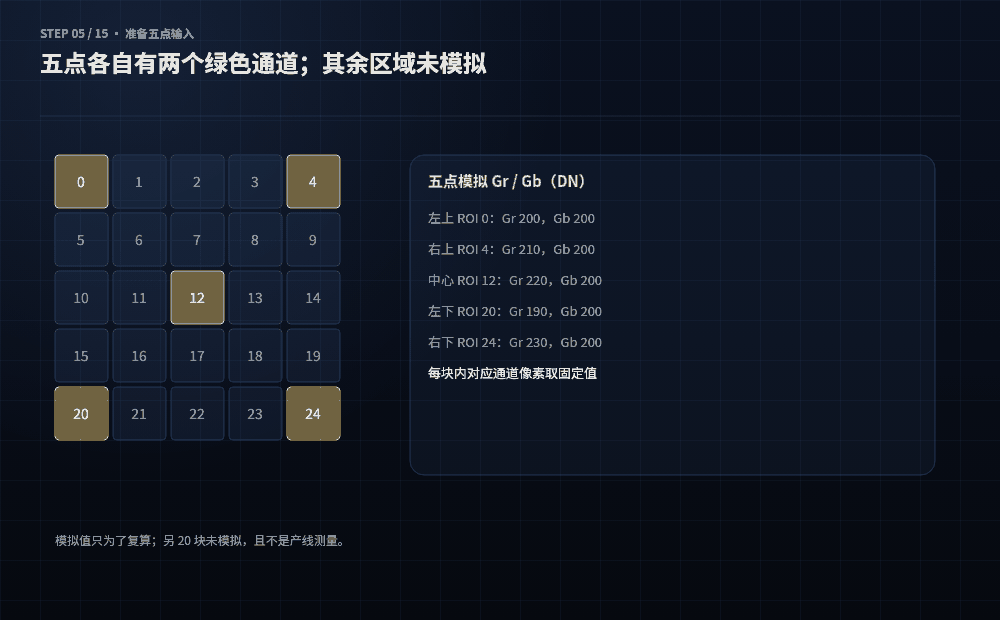 STEP 05 / 15 · 准备五点输入
五点各自有两个绿色通道；其余区域未模拟
0 1 2 3 4
5 6 7 8 9
10 11 12 13 14
15 16 17 18 19
20 21 22 23 24
五点模拟 Gr / Gb（DN）
左上 ROI 0：Gr 200，Gb 200
右上 ROI 4：Gr 210，Gb 200
中心 ROI 12：Gr 220，Gb 200
左下 ROI 20：Gr 190，Gb 200
右下 ROI 24：Gr 230，Gb 200
每块内对应通道像素取固定值
模拟值只为了复算；另 20 块未模拟，且不是产线测量。